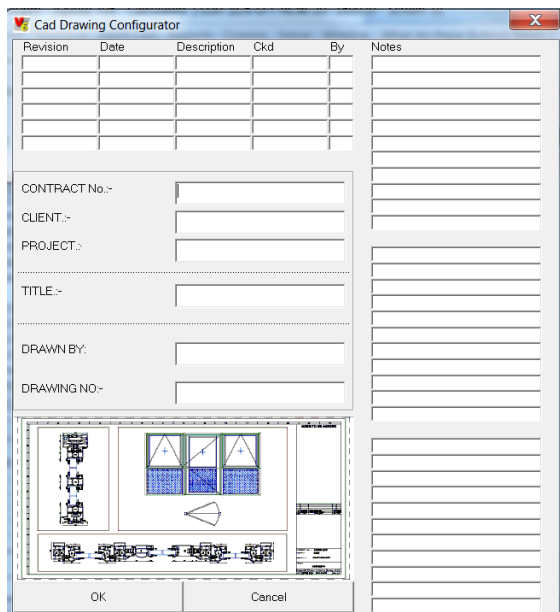 Cad Drawing Configurator
Revision Date Description Ckd By Notes
CONTRACT No.:-
CLIENT.:-
PROJECT.:-
TITLE.:-
DRAWN BY:
DRAWING NO:-
OK Cancel